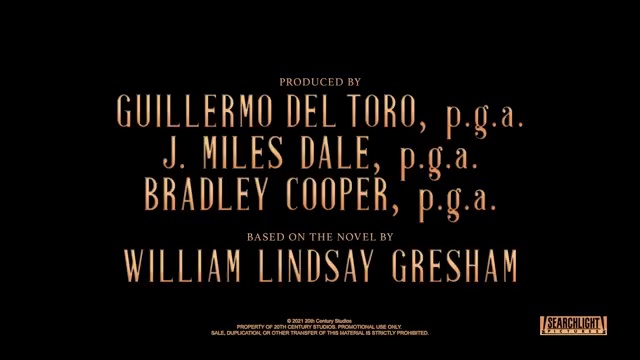 PRODUCED BY
GUILLERMO DEL TORO, p.g.a.
J. MILES DALE, p.g.a.
BRADLEY COOPER, p.g.a.
BASED ON THE NOVEL BY
WILLIAM LINDSAY GRESHAM
© 2021 20th Century Studios
PROPERTY OF 20TH CENTURY STUDIOS. PROMOTIONAL USE ONLY.
SALE, DUPLICATION, OR OTHER TRANSFER OF THIS MATERIAL IS STRICTLY PROHIBITED.
SEARCHLIGHT
PICTURES